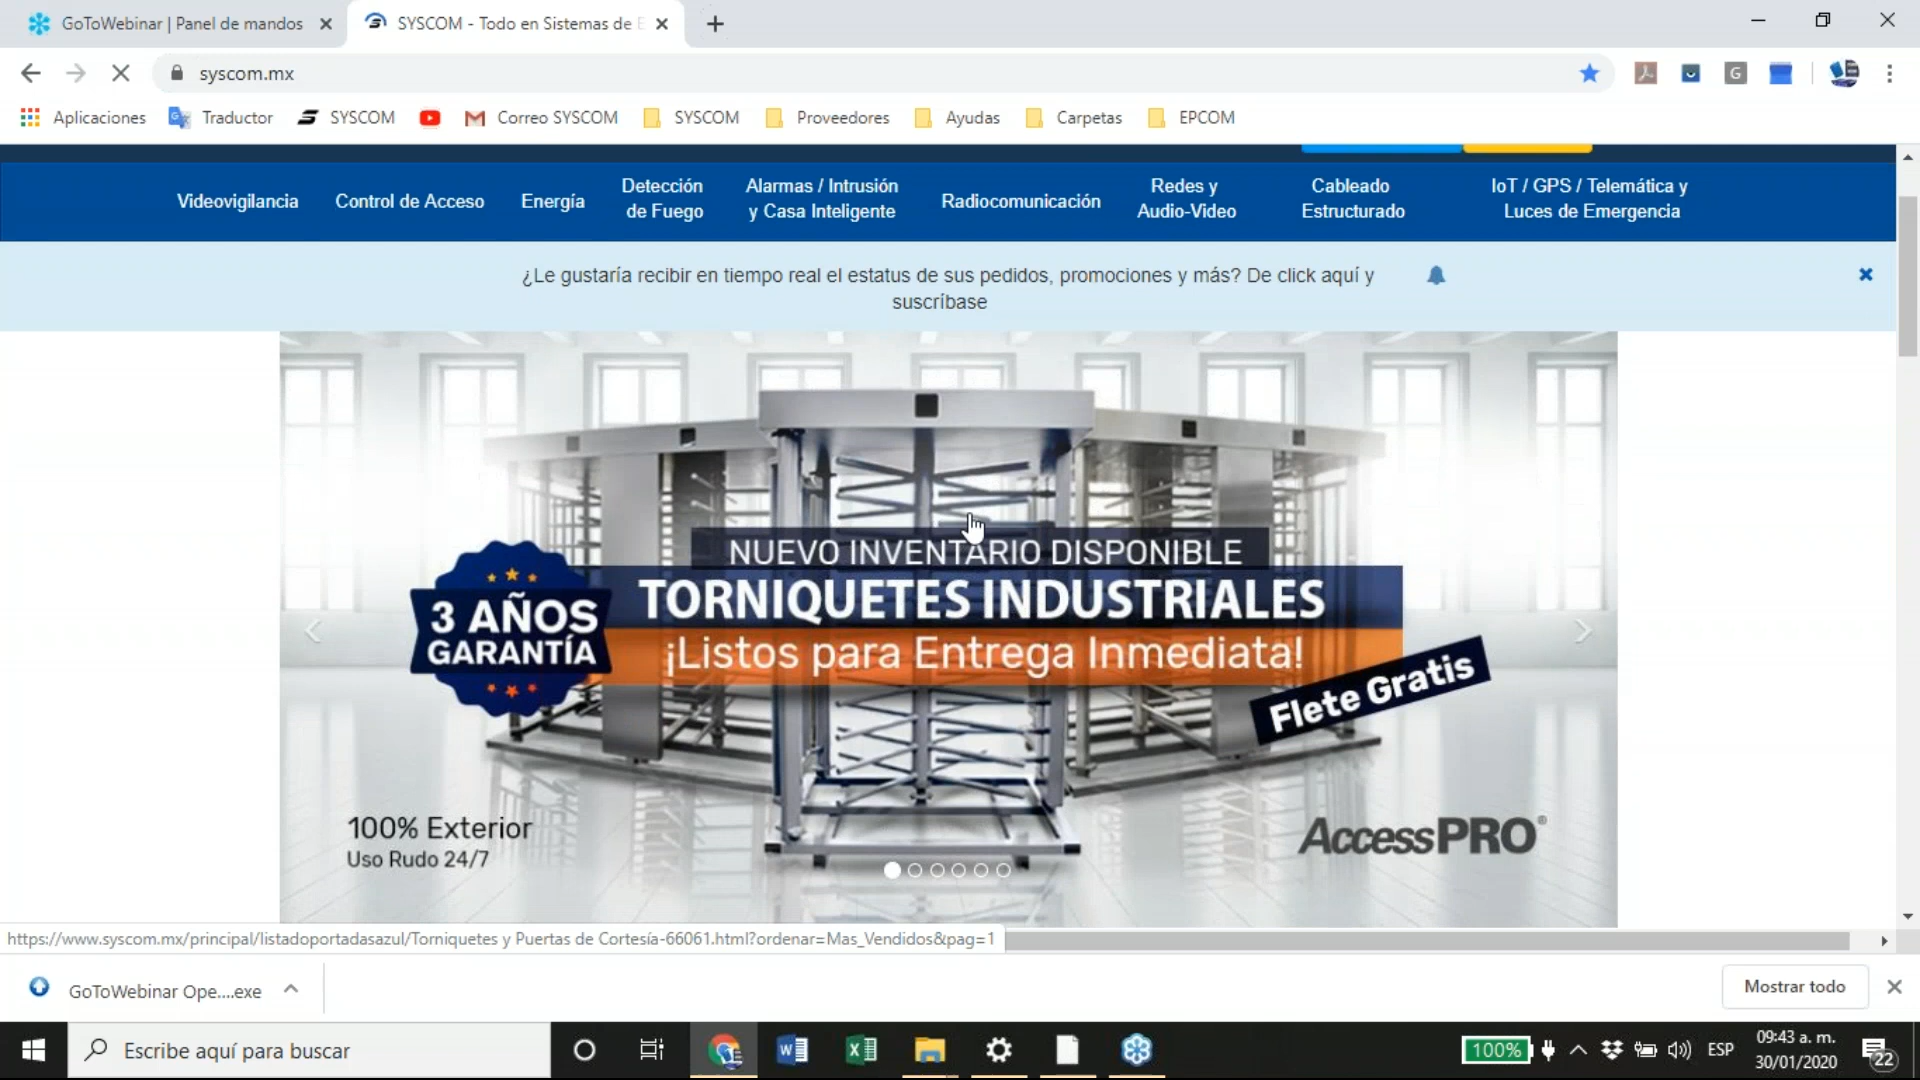 GoToWebinar | Panel de mandos
SYSCOM - Todo en Sistemas de
syscom.mx
Aplicaciones
Traductor
SYSCOM
Correo SYSCOM
SYSCOM
Proveedores
Ayudas
Carpetas
EPCOM
Videovigilancia
Control de Acceso
Energía
Detección
de Fuego
Alarmas / Intrusión
y Casa Inteligente
Radiocomunicación
Redes y
Audio-Video
Cableado
Estructurado
IoT / GPS / Telemática y
Luces de Emergencia
¿Le gustaría recibir en tiempo real el estatus de sus pedidos, promociones y más? De click aquí y
suscríbase
NUEVO INVENTARIO DISPONIBLE
TORNIQUETES INDUSTRIALES
¡Listos para Entrega Inmediata!
3 AÑOS
GARANTÍA
Flete Gratis
100% Exterior
Uso Rudo 24/7
AccessPRO®
https://www.syscom.mx/principal/listadoportadasazul/Torniquetes y Puertas de Cortesía-66061.html?ordenar=Mas_Vendidos&pag=1
GoToWebinar Ope....exe
Mostrar todo
Escribe aquí para buscar
100%
ESP
09:43 a. m.
30/01/2020
22